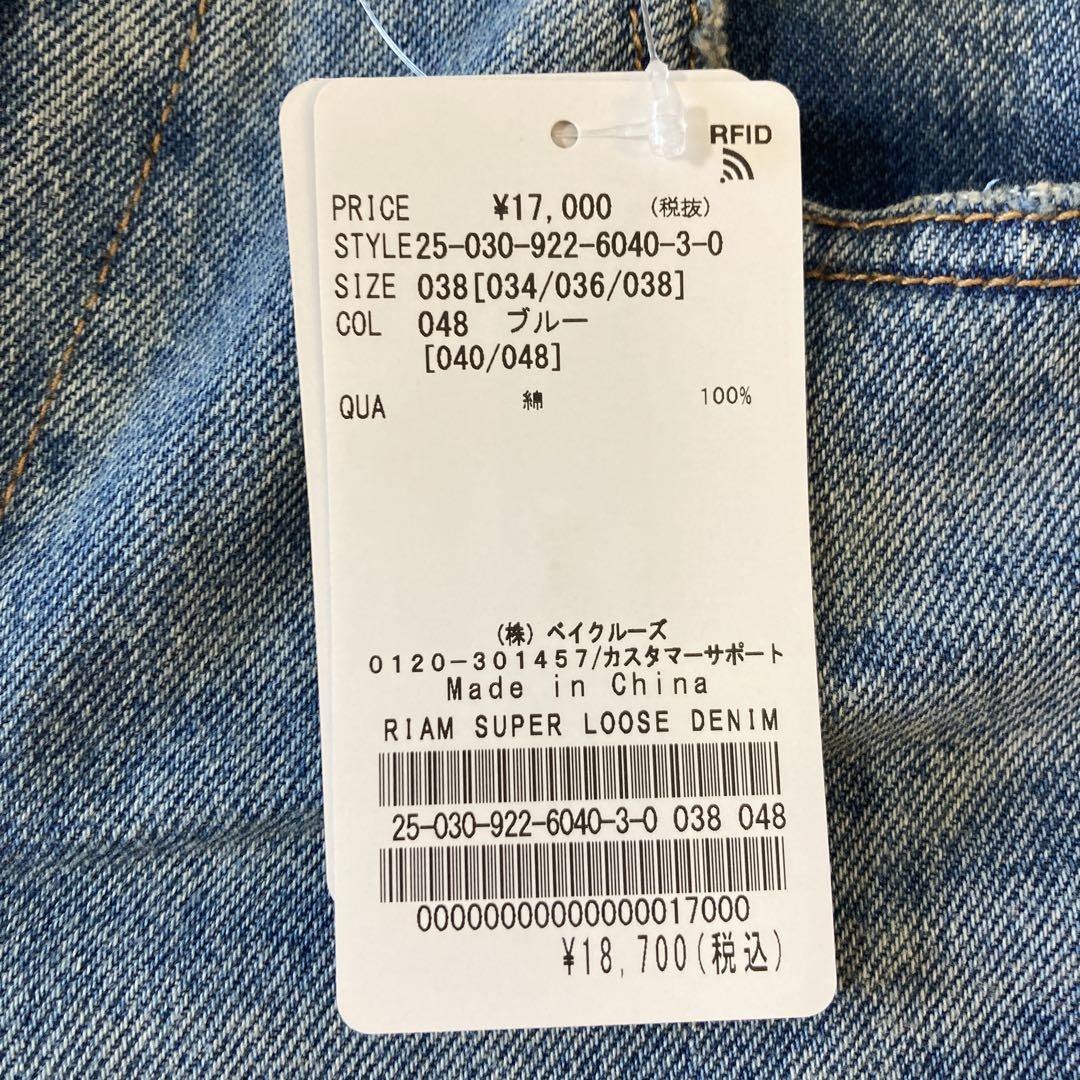 RFID
PRICE ¥17,000 (税抜)
STYLE 25-030-922-6040-3-0
SIZE 038[034/036/038]
COL 048 ブルー
[040/048]
QUA 綿 100%
(株)ベイクルーズ
0120-301457/カスタマーサポート
Made in China
RIAM SUPER LOOSE DENIM
25-030-922-6040-3-0 038 048
00000000000000017000
¥18,700(税込)